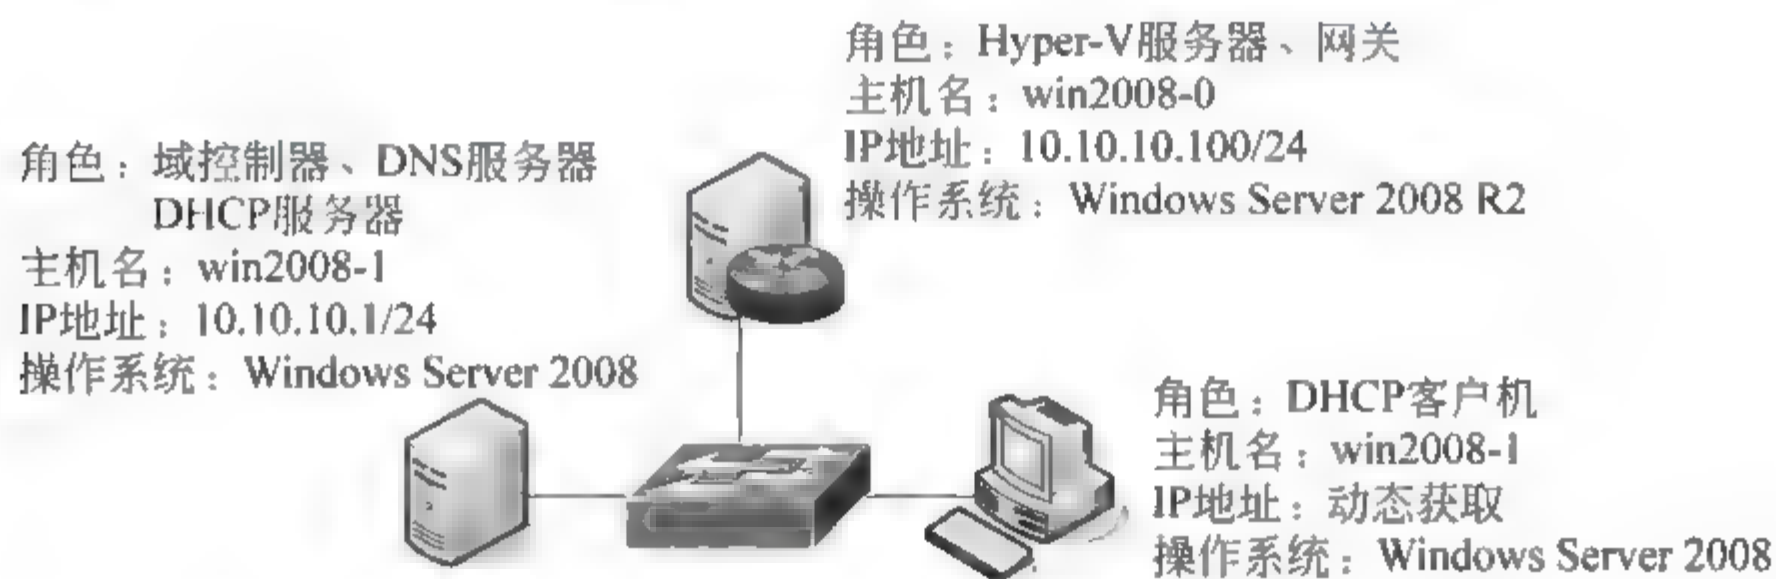 角色：Hyper-V服务器、网关
主机名：win2008-0
IP地址：10.10.10.100/24
操作系统：Windows Server 2008 R2
角色：域控制器、DNS服务器
DHCP服务器
主机名：win2008-1
IP地址：10.10.10.1/24
操作系统：Windows Server 2008
角色：DHCP客户机
主机名：win2008-1
IP地址：动态获取
操作系统：Windows Server 2008